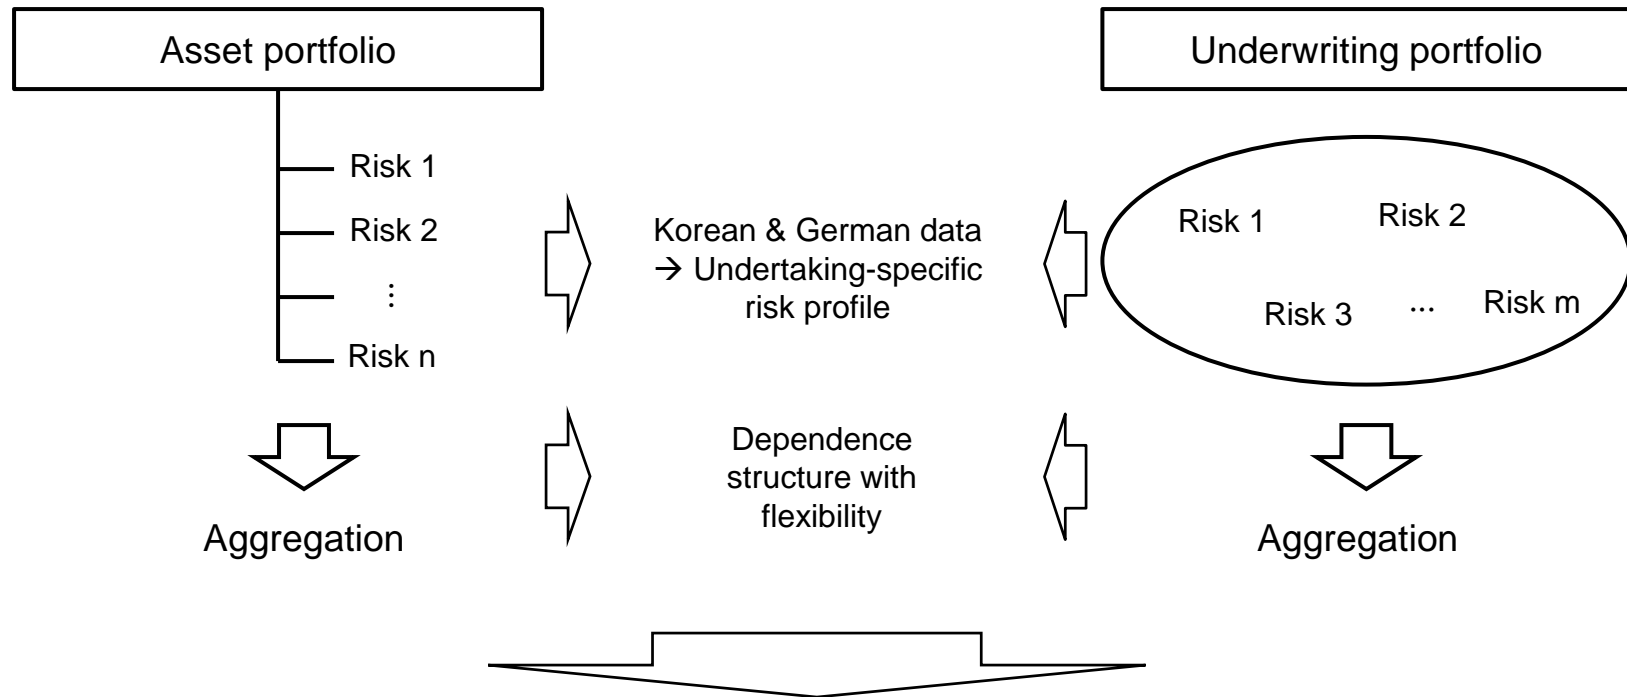 Asset portfolio
Underwriting portfolio
Risk 1
Risk 2
⋮
Risk n
Korean & German data
→ Undertaking-specific
risk profile
Risk 1
Risk 2
Risk 3
...
Risk m
Dependence
structure with
flexibility
Aggregation
Aggregation